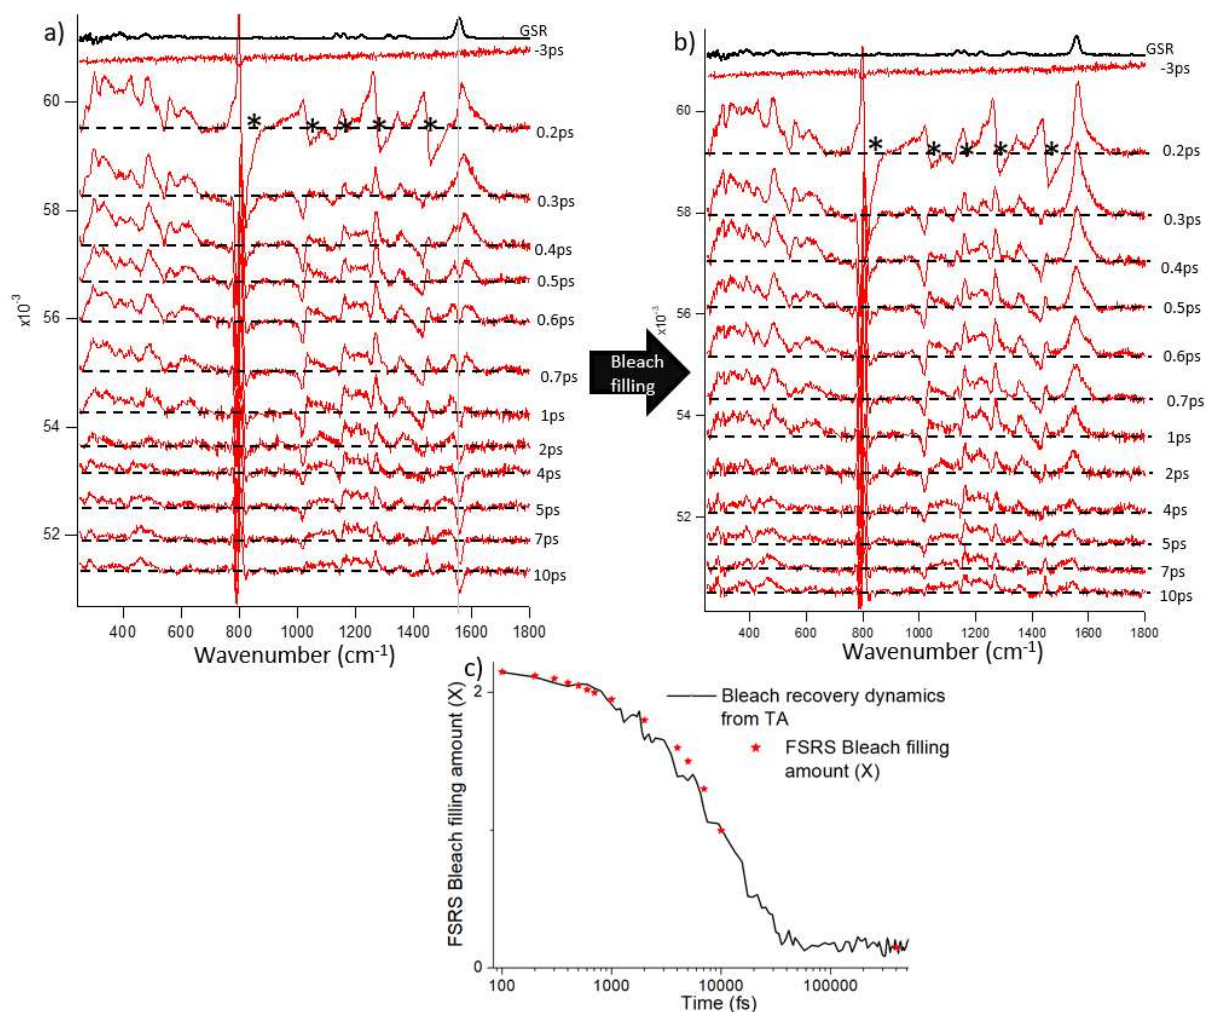 a)
GSR
-3ps
60
* * * * *
0.2ps
0.3ps
58
0.4ps
0.5ps
x10⁻³
56
0.6ps
0.7ps
1ps
54
2ps
4ps
5ps
52
7ps
10ps
400 600 800 1000 1200 1400 1600 1800
Wavenumber (cm⁻¹)
Bleach
filling
b)
GSR
-3ps
60
* * * * *
0.2ps
0.3ps
58
0.4ps
0.5ps
x10⁻³
56
0.6ps
0.7ps
54
1ps
2ps
4ps
52
5ps
7ps
10ps
400 600 800 1000 1200 1400 1600 1800
Wavenumber (cm⁻¹)
c)
FSRS Bleach filling amount (X)
2
0
Bleach recovery dynamics
from TA
FSRS Bleach filling
amount (X)
100 1000 10000 100000
Time (fs)